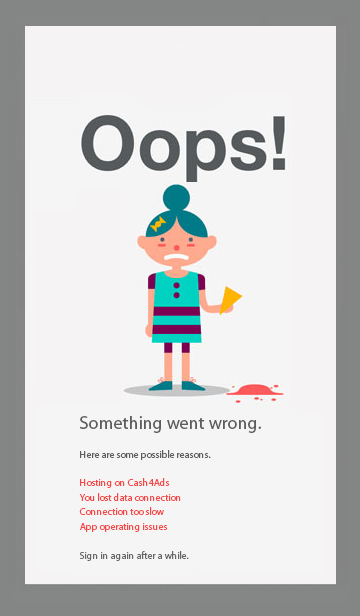 Oops!
Something went wrong.
Here are some possible reasons.
Hosting on Cash4Ads
You lost data connection
Connection too slow
App operating issues
Sign in again after a while.